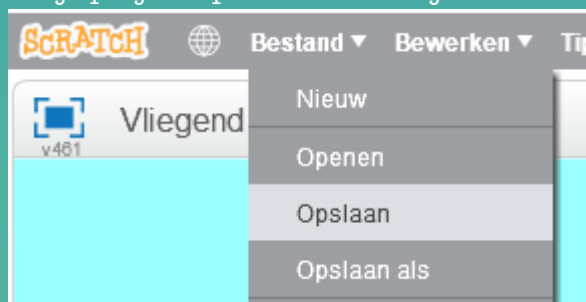 SCRATCH Bestand ▼ Bewerken ▼
Nieuw
Vliegend
v461
Openen
Opslaan
Opslaan als